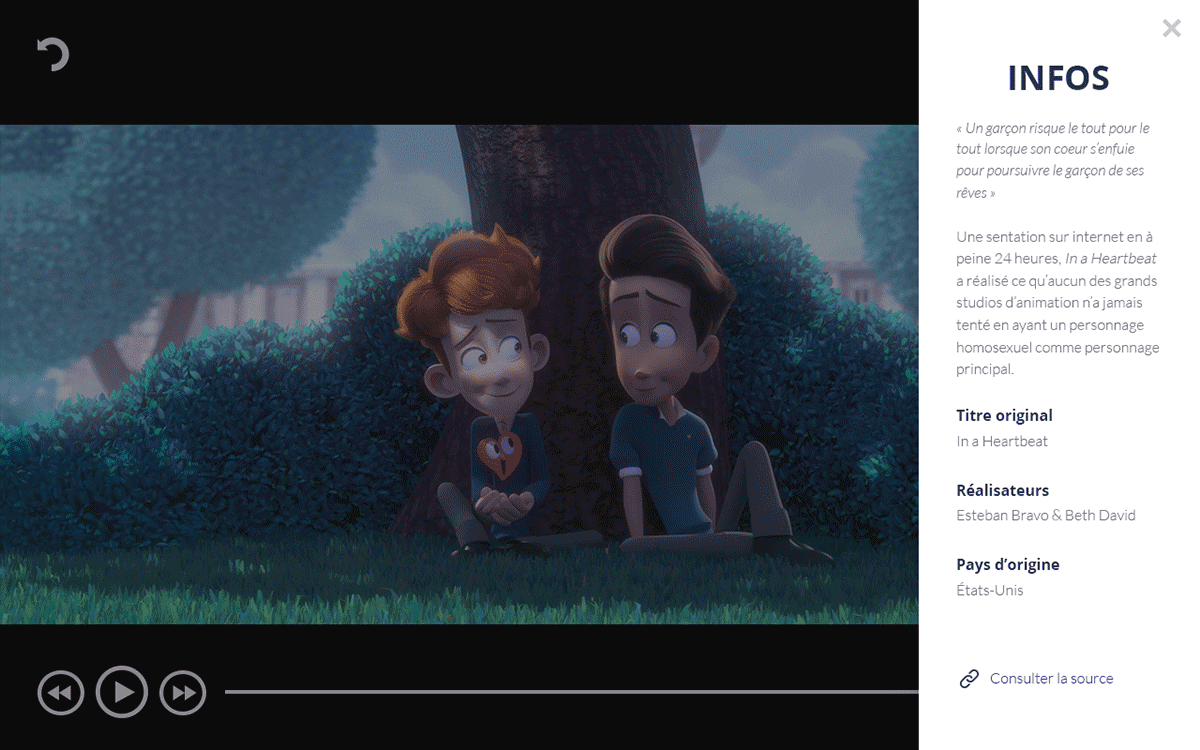 INFOS
« Un garçon risque le tout pour le
tout lorsque son coeur s’enfuie
pour poursuivre le garçon de ses
rêves »
Une sentation sur internet en à
peine 24 heures, In a Heartbeat
a réalisé ce qu’aucun des grands
studios d’animation n’a jamais
tenté en ayant un personnage
homosexuel comme personnage
principal.
Titre original
In a Heartbeat
Réalisateurs
Esteban Bravo & Beth David
Pays d’origine
États-Unis
Consulter la source